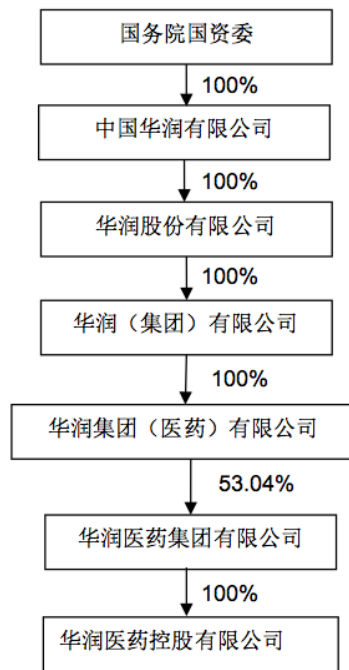 国务院国资委
100%
中国华润有限公司
100%
华润股份有限公司
100%
华润（集团）有限公司
100%
华润集团（医药）有限公司
53.04%
华润医药集团有限公司
100%
华润医药控股有限公司